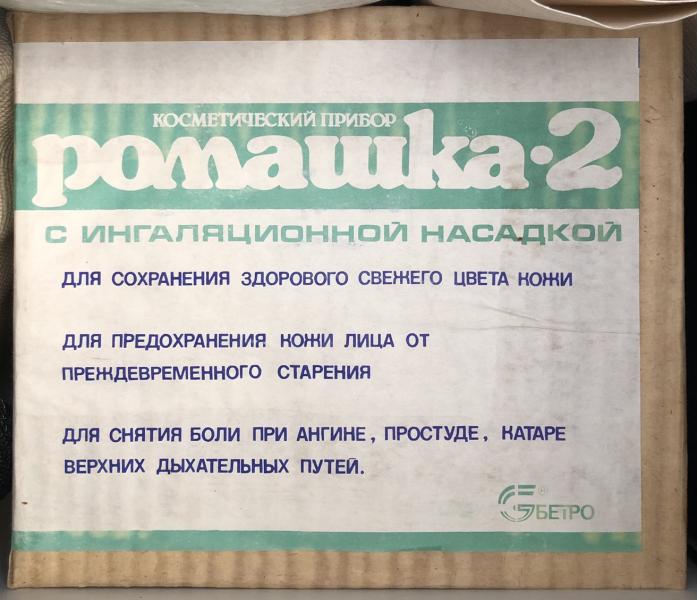 КОСМЕТИЧЕСКИЙ ПРИБОР
ромашка-2
С ИНГАЛЯЦИОННОЙ НАСАДКОЙ
ДЛЯ СОХРАНЕНИЯ ЗДОРОВОГО СВЕЖЕГО ЦВЕТА КОЖИ
ДЛЯ ПРЕДОХРАНЕНИЯ КОЖИ ЛИЦА ОТ
ПРЕЖДЕВРЕМЕННОГО СТАРЕНИЯ
ДЛЯ СНЯТИЯ БОЛИ ПРИ АНГИНЕ, ПРОСТУДЕ, КАТАРЕ
ВЕРХНИХ ДЫХАТЕЛЬНЫХ ПУТЕЙ.
БЕТРО